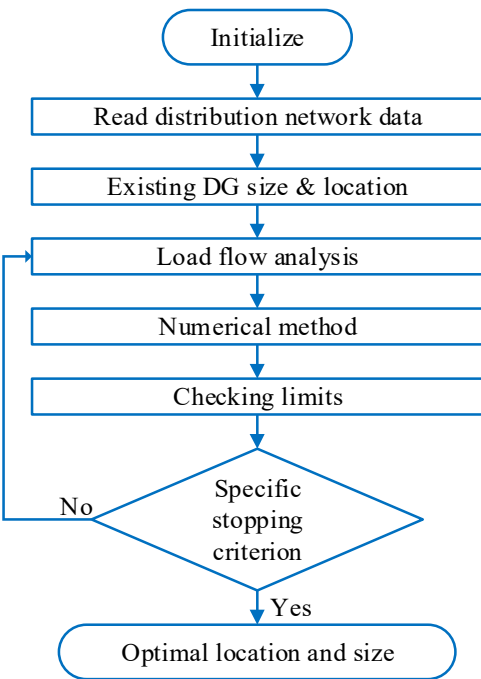 Initialize
Read distribution network data
Existing DG size & location
Load flow analysis
Numerical method
Checking limits
Specific
stopping
criterion
No
Yes
Optimal location and size